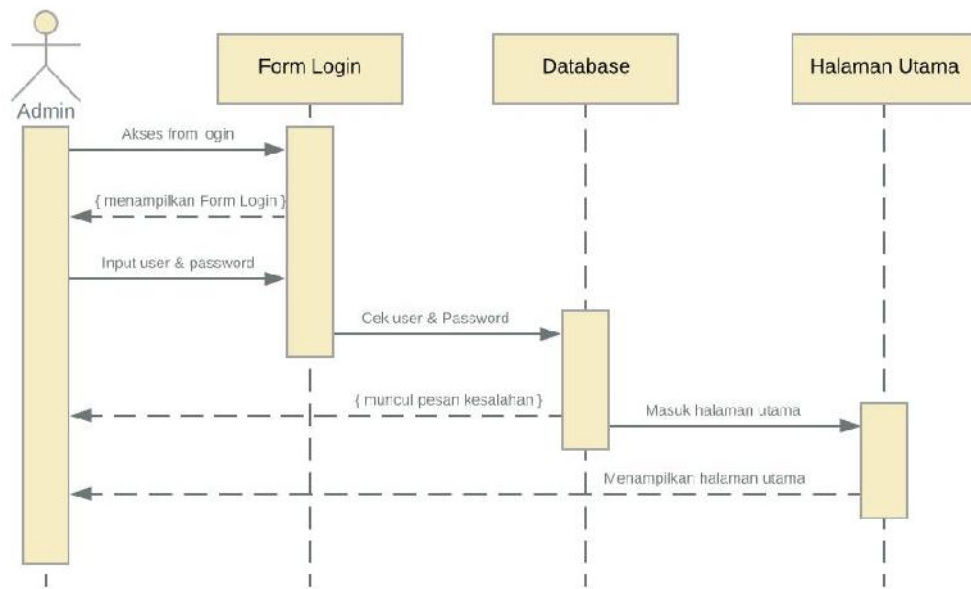 Form Login
Database
Halaman Utama
Admin
Akses from login
{ menampilkan Form Login }
Input user & password
Cek user & Password
{ muncul pesan kesalahan }
Masuk halaman utama
Menampilkan halaman utama